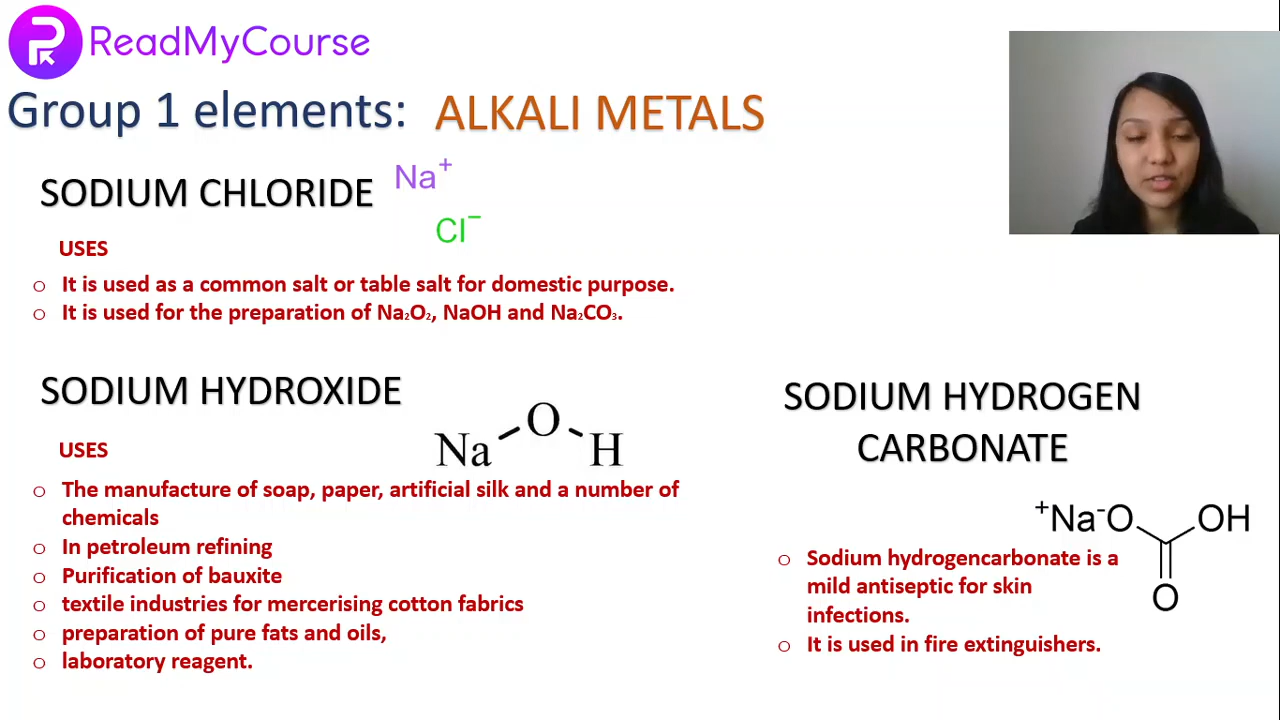 ReadMyCourse
Group 1 elements: ALKALI METALS
SODIUM CHLORIDE
Na⁺
Cl⁻
USES
o It is used as a common salt or table salt for domestic purpose.
o It is used for the preparation of Na₂O₂, NaOH and Na₂CO₃.
SODIUM HYDROXIDE
Na O H
USES
o The manufacture of soap, paper, artificial silk and a number of
chemicals
o In petroleum refining
o Purification of bauxite
o textile industries for mercerising cotton fabrics
o preparation of pure fats and oils,
o laboratory reagent.
SODIUM HYDROGEN
CARBONATE
⁺Na⁻O OH
O
o Sodium hydrogencarbonate is a
mild antiseptic for skin
infections.
o It is used in fire extinguishers.